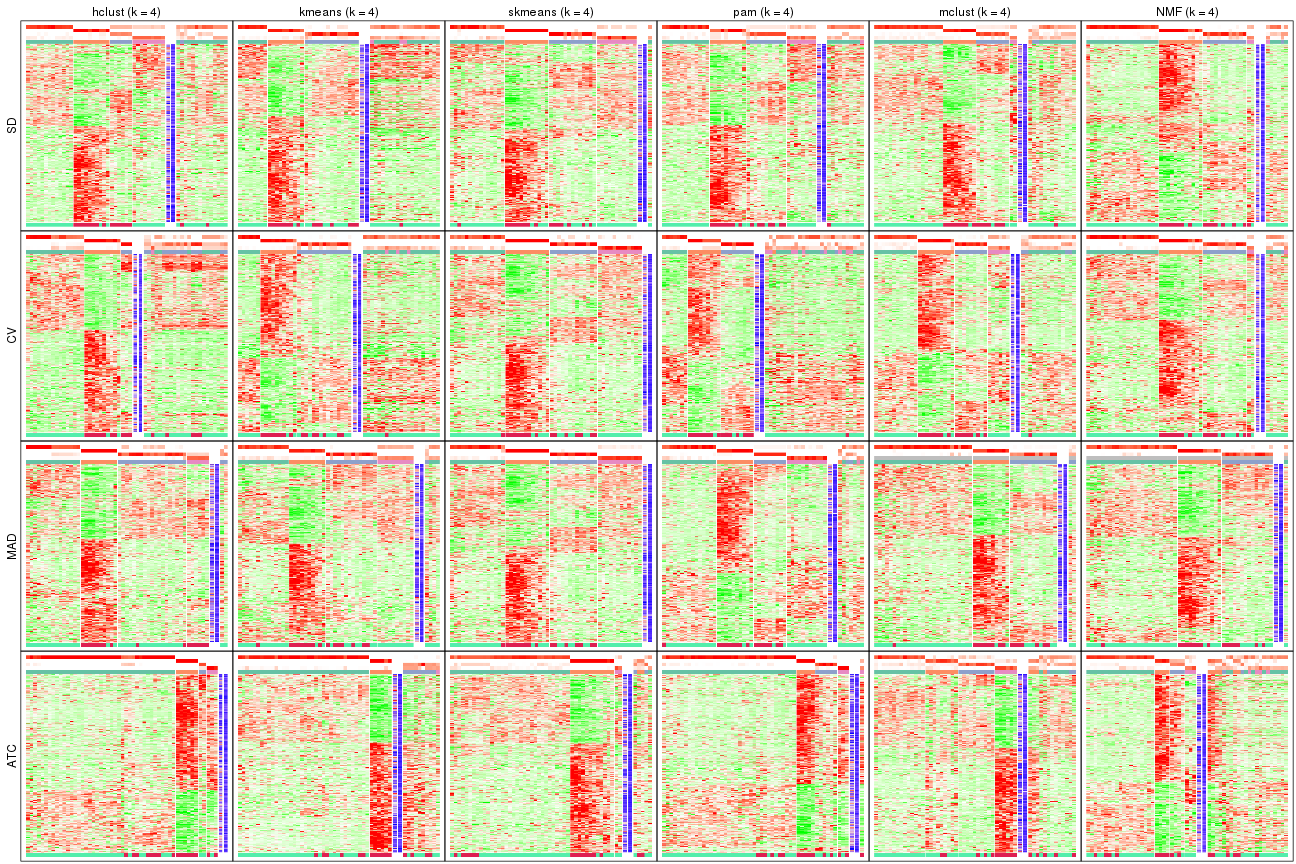 hclust (k = 4) kmeans (k = 4) skmeans (k = 4) pam (k = 4) mclust (k = 4) NMF (k = 4)
SD
CV
MAD
ATC